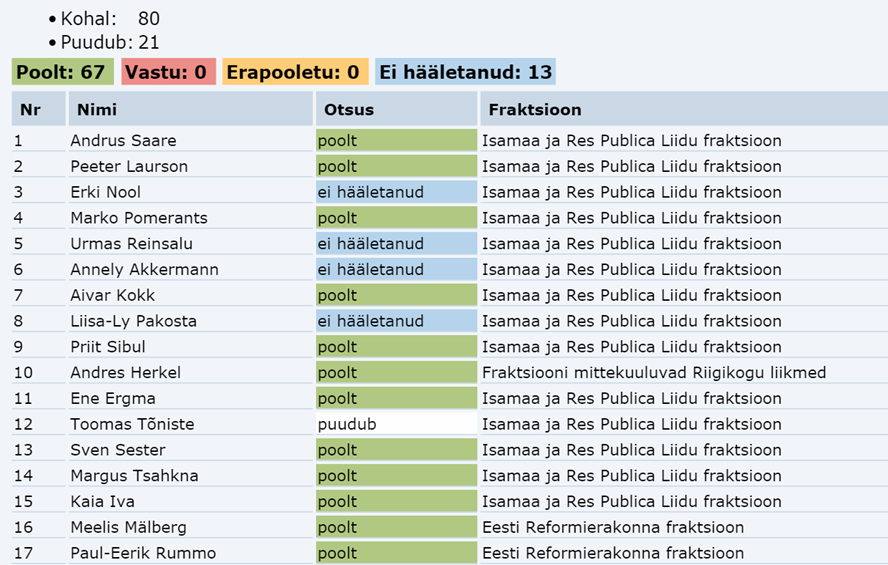 • Kohal: 80
• Puudub: 21
Poolt: 67 Vastu: 0 Erapooletu: 0 Ei hääletanud: 13
Nr Nimi Otsus Fraktsioon
1 Andrus Saare poolt Isamaa ja Res Publica Liidu fraktsioon
2 Peeter Laurson poolt Isamaa ja Res Publica Liidu fraktsioon
3 Erki Nool ei hääletanud Isamaa ja Res Publica Liidu fraktsioon
4 Marko Pomerants poolt Isamaa ja Res Publica Liidu fraktsioon
5 Urmas Reinsalu ei hääletanud Isamaa ja Res Publica Liidu fraktsioon
6 Annely Akkermann ei hääletanud Isamaa ja Res Publica Liidu fraktsioon
7 Aivar Kokk poolt Isamaa ja Res Publica Liidu fraktsioon
8 Liisa-Ly Pakosta ei hääletanud Isamaa ja Res Publica Liidu fraktsioon
9 Priit Sibul poolt Isamaa ja Res Publica Liidu fraktsioon
10 Andres Herkel poolt Fraktsiooni mittekuuluvad Riigikogu liikmed
11 Ene Ergma poolt Isamaa ja Res Publica Liidu fraktsioon
12 Toomas Tõniste puudub Isamaa ja Res Publica Liidu fraktsioon
13 Sven Sester poolt Isamaa ja Res Publica Liidu fraktsioon
14 Margus Tsahkna poolt Isamaa ja Res Publica Liidu fraktsioon
15 Kaia Iva poolt Isamaa ja Res Publica Liidu fraktsioon
16 Meelis Mälberg poolt Eesti Reformierakonna fraktsioon
17 Paul-Eerik Rummo poolt Eesti Reformierakonna fraktsioon